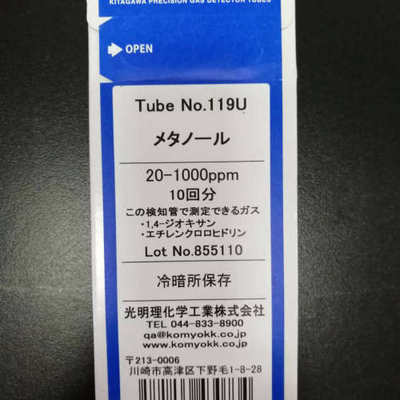 KITAGAWA PRECISION GAS DETECTOR TUBES
OPEN
Tube No.119U
メタノール
20-1000ppm
10回分
この検知管で測定できるガス
・1,4-ジオキサン
・エチレンクロロヒドリン
Lot No.855110
冷暗所保存
光明理化学工業株式会社
TEL 044-833-8900
qa@komyokk.co.jp
www.komyokk.co.jp
〒213-0006
川崎市高津区下野毛1-8-28